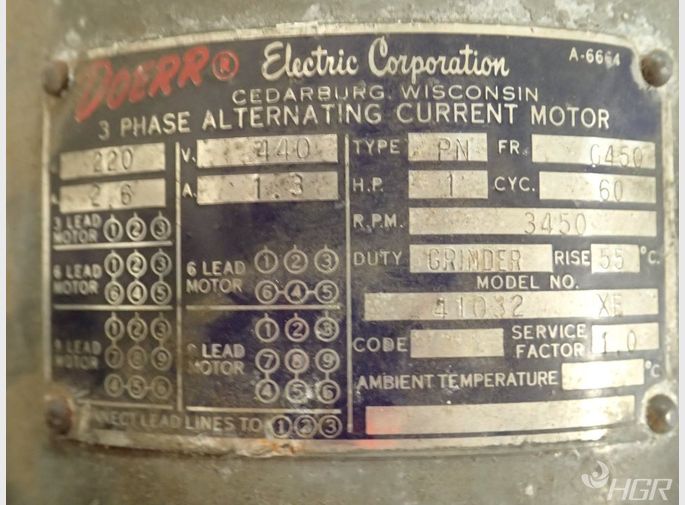 DOERR® Electric Corporation A-6664
CEDARBURG, WISCONSIN
3 PHASE ALTERNATING CURRENT MOTOR
220 V. 440 TYPE PN FR. G450
A. 2.6 A. 1.3 H.P. 1 CYC. 60
R.P.M. 3450
3 LEAD MOTOR ① ② ③
DUTY GRINDER RISE 55 °C.
6 LEAD MOTOR ① ② ③ ⑥-④-⑤
6 LEAD MOTOR ① ② ③ ⑥-④-⑤
MODEL NO.
41032 XE
CODE SERVICE FACTOR 1.0
LEAD MOTOR ① ② ③ ⑦ ⑧ ⑨ ④-⑤-⑥
LEAD MOTOR ① ② ③ ⑦ ⑧ ⑨ ④ ⑤ ⑥
AMBIENT TEMPERATURE °C
LEAD LINES TO ① ② ③
HGR